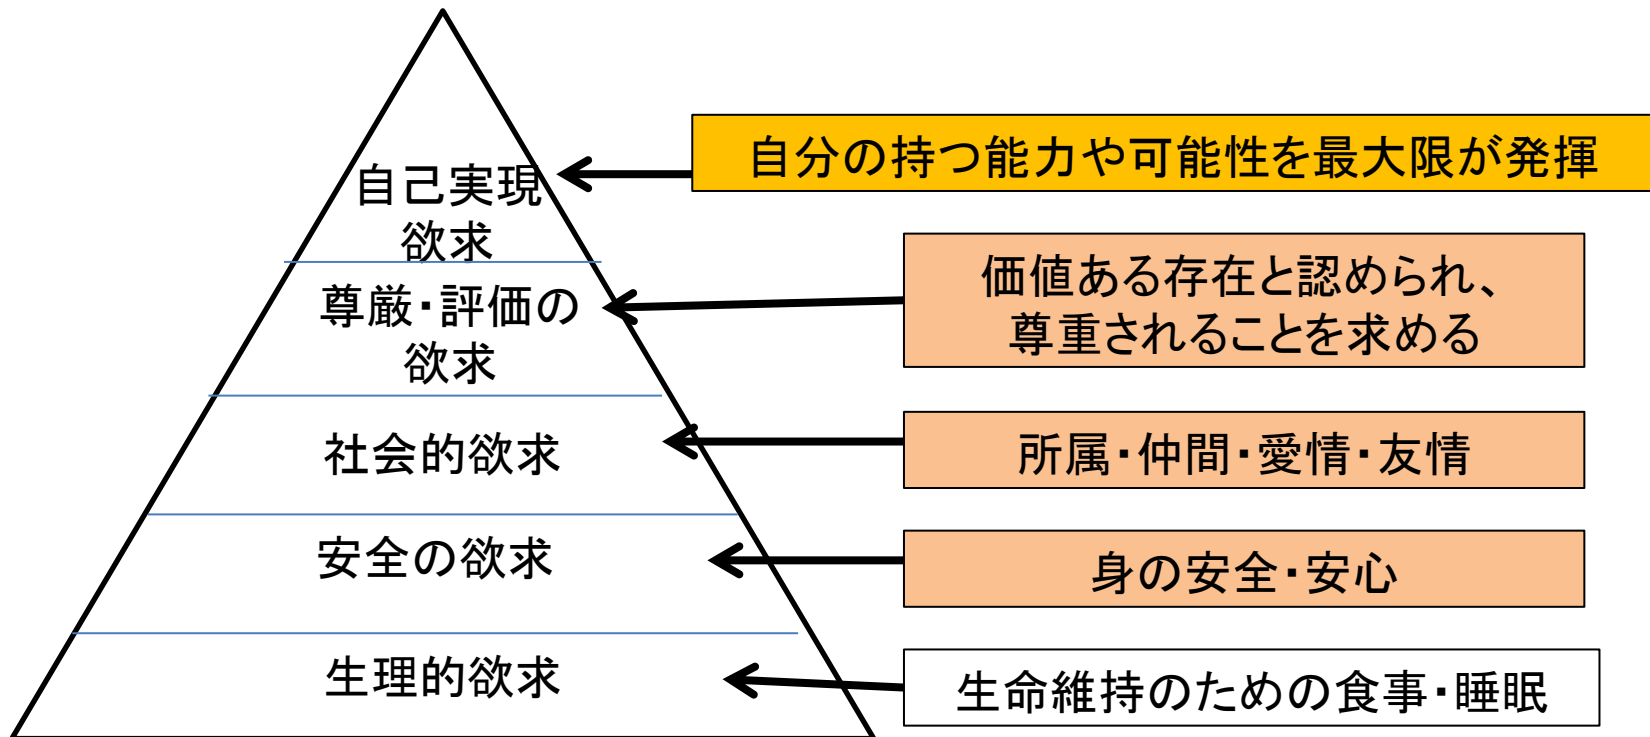 自分の持つ能力や可能性を最大限が発揮
自己実現
欲求
価値ある存在と認められ、
尊重されることを求める
尊厳・評価の
欲求
社会的欲求
所属・仲間・愛情・友情
安全の欲求
身の安全・安心
生理的欲求
生命維持のための食事・睡眠